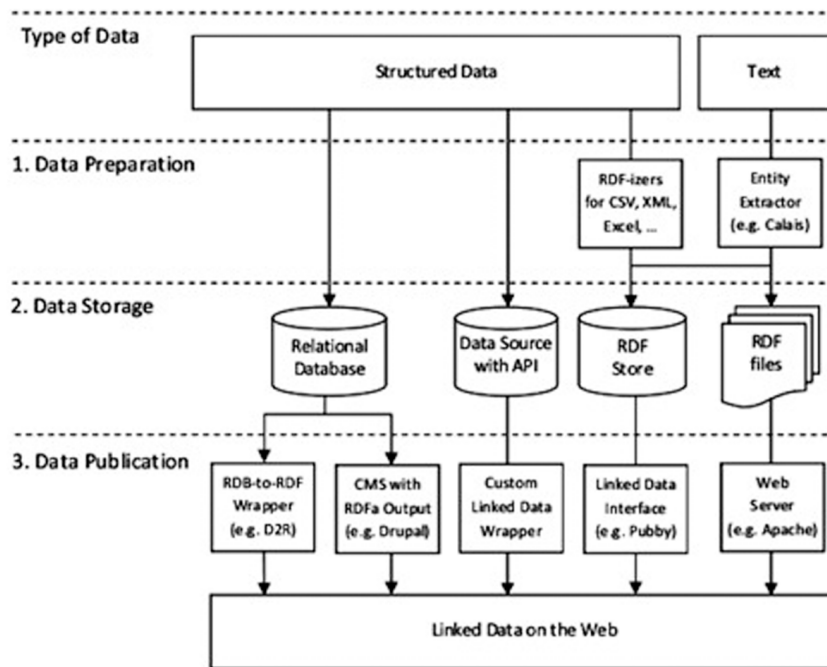 Type of Data
Structured Data
Text
1. Data Preparation
RDF-izers
for CSV, XML,
Excel, ...
Entity
Extractor
(e.g. Calais)
2. Data Storage
Relational
Database
Data Source
with API
RDF
Store
RDF
files
3. Data Publication
RDB-to-RDF
Wrapper
(e.g. D2R)
CMS with
RDFa Output
(e.g. Drupal)
Custom
Linked Data
Wrapper
Linked Data
Interface
(e.g. Pubby)
Web
Server
(e.g. Apache)
Linked Data on the Web